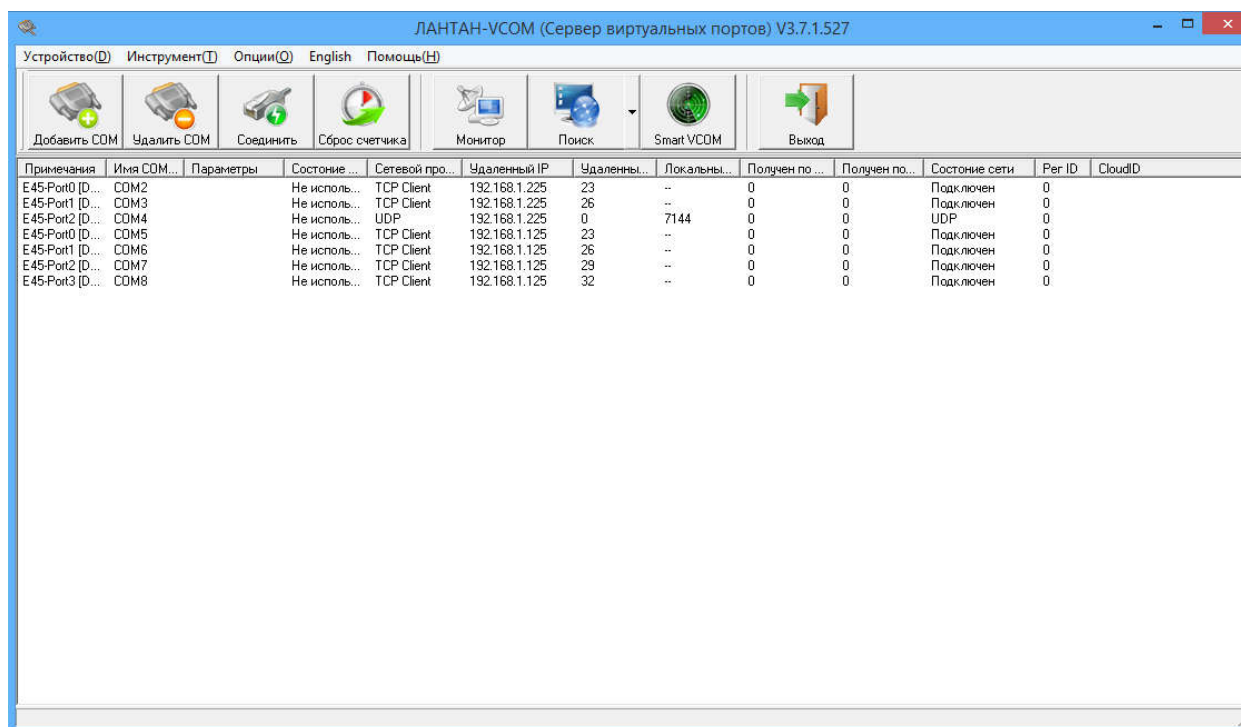 ЛАНТАН-VCOM (Сервер виртуальных портов) V3.7.1.527
Устройство(D) Инструмент(T) Опции(O) English Помощь(H)
Добавить COM Удалить COM Соединить Сброс счетчика Монитор Поиск Smart VCOM Выход
Примечания Имя COM... Параметры Состоние ... Сетевой про... Удаленный IP Удаленны... Локальны... Получен по ... Получен по... Состоние сети Рег ID CloudID
E45-Port0 [D... COM2 Не исполь... TCP Client 192.168.1.225 23 -- 0 0 Подключен 0
E45-Port1 [D... COM3 Не исполь... TCP Client 192.168.1.225 26 -- 0 0 Подключен 0
E45-Port2 [D... COM4 Не исполь... UDP 192.168.1.225 0 7144 0 0 UDP 0
E45-Port0 [D... COM5 Не исполь... TCP Client 192.168.1.125 23 -- 0 0 Подключен 0
E45-Port1 [D... COM6 Не исполь... TCP Client 192.168.1.125 26 -- 0 0 Подключен 0
E45-Port2 [D... COM7 Не исполь... TCP Client 192.168.1.125 29 -- 0 0 Подключен 0
E45-Port3 [D... COM8 Не исполь... TCP Client 192.168.1.125 32 -- 0 0 Подключен 0